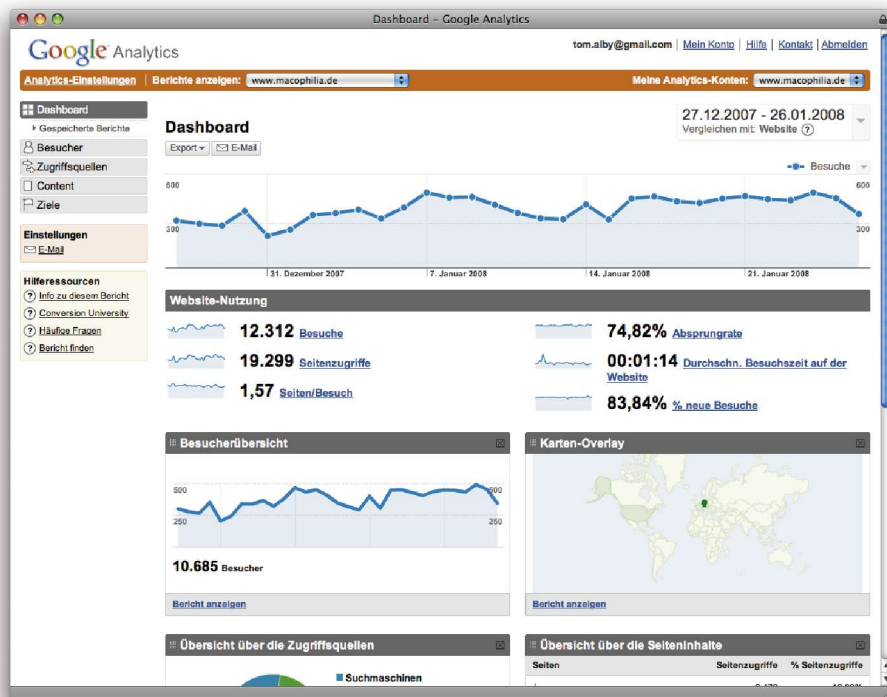 Dashboard – Google Analytics
Google Analytics
tom.alby@gmail.com | Mein Konto | Hilfe | Kontakt | Abmelden
Analytics-Einstellungen | Berichte anzeigen: www.macophilia.de
Meine Analytics-Konten: www.macophilia.de
Dashboard
Gespeicherte Berichte
Besucher
Zugriffsquellen
Content
Ziele
Einstellungen
E-Mail
Hilferessourcen
Info zu diesem Bericht
Conversion University
Häufige Fragen
Bericht finden
Dashboard
27.12.2007 - 26.01.2008
Vergleichen mit: Website (?)
Export E-Mail
Besuche
600 600
300 300
31. Dezember 2007 7. Januar 2008 14. Januar 2008 21. Januar 2008
Website-Nutzung
12.312 Besuche
19.299 Seitenzugriffe
1,57 Seiten/Besuch
74,82% Absprungrate
00:01:14 Durchschn. Besuchszeit auf der
Website
83,84% % neue Besuche
Besucherübersicht
500 500
250 250
10.685 Besucher
Bericht anzeigen
Karten-Overlay
Bericht anzeigen
Übersicht über die Zugriffsquellen
Suchmaschinen
Übersicht über die Seiteninhalte
Seiten Seitenzugriffe % Seitenzugriffe